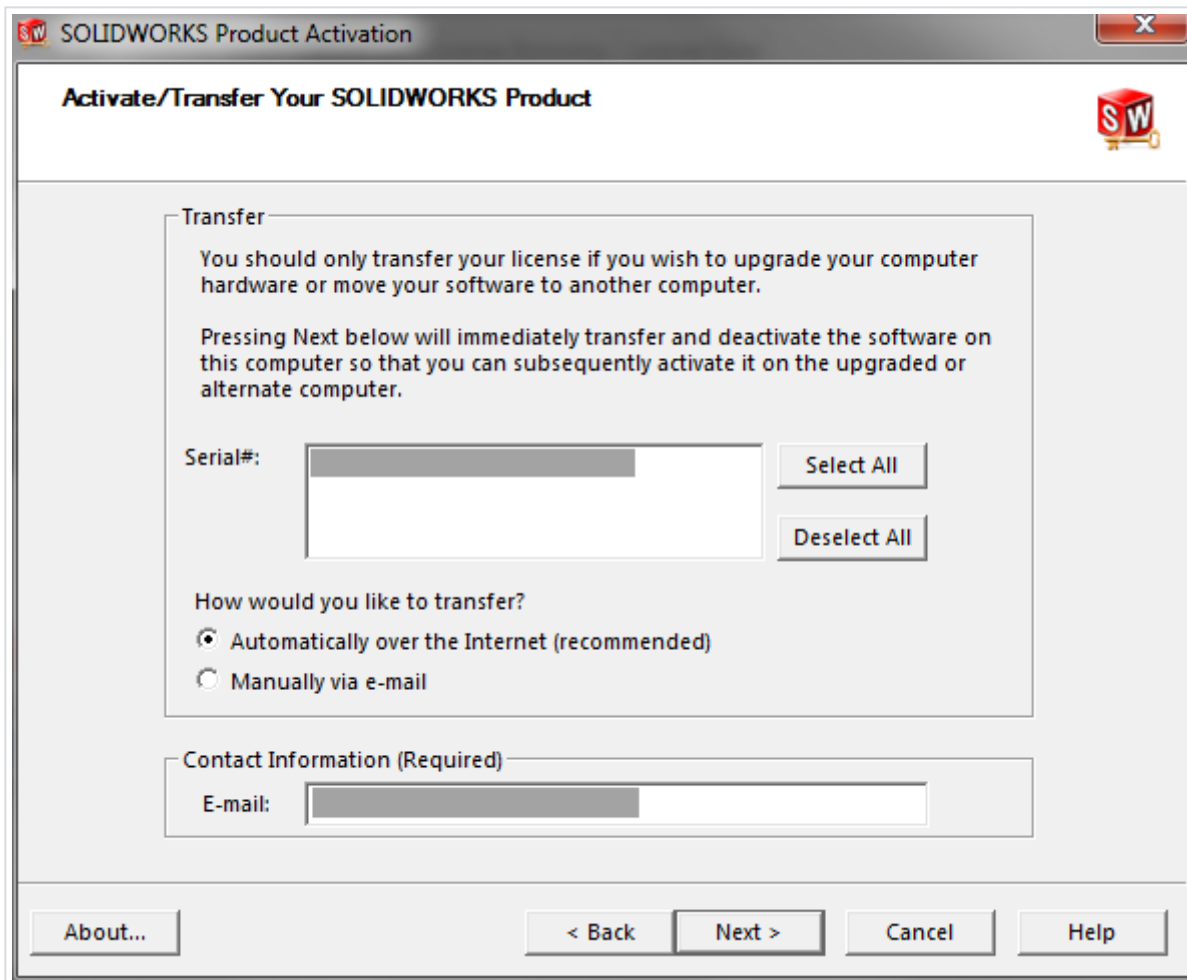 SOLIDWORKS Product Activation
X
Activate/Transfer Your SOLIDWORKS Product
SW
Transfer
You should only transfer your license if you wish to upgrade your computer
hardware or move your software to another computer.
Pressing Next below will immediately transfer and deactivate the software on
this computer so that you can subsequently activate it on the upgraded or
alternate computer.
Serial#:
Select All
Deselect All
How would you like to transfer?
Automatically over the Internet (recommended)
Manually via e-mail
Contact Information (Required)
E-mail:
About...
< Back
Next >
Cancel
Help